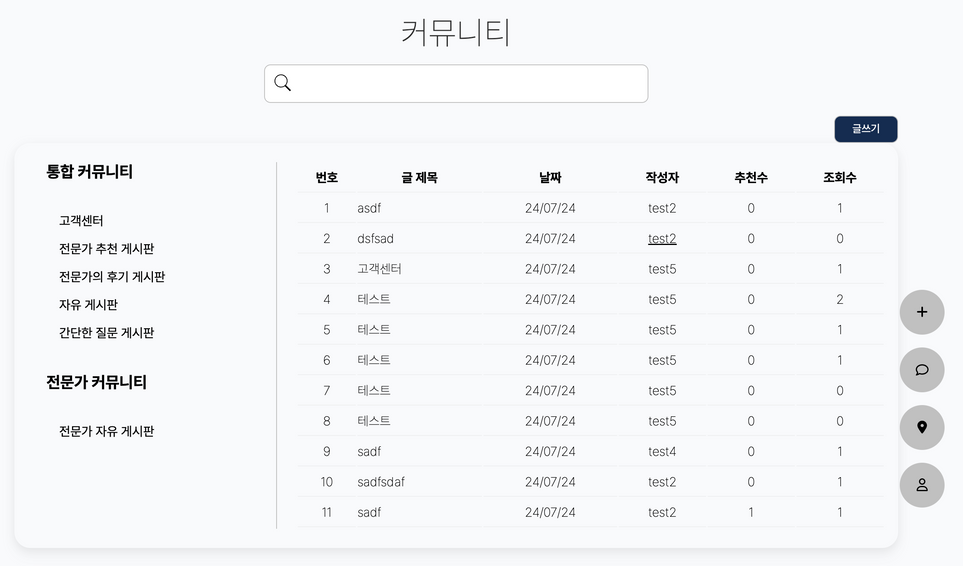 커뮤니티
글쓰기
통합 커뮤니티
고객센터
전문가 추천 게시판
전문가의 후기 게시판
자유 게시판
간단한 질문 게시판
전문가 커뮤니티
전문가 자유 게시판
번호 글 제목 날짜 작성자 추천수 조회수
1 asdf 24/07/24 test2 0 1
2 dsfsad 24/07/24 test2 0 0
3 고객센터 24/07/24 test5 0 1
4 테스트 24/07/24 test5 0 2
5 테스트 24/07/24 test5 0 1
6 테스트 24/07/24 test5 0 1
7 테스트 24/07/24 test5 0 0
8 테스트 24/07/24 test5 0 0
9 sadf 24/07/24 test4 0 1
10 sadfsdaf 24/07/24 test2 0 1
11 sadf 24/07/24 test2 1 1